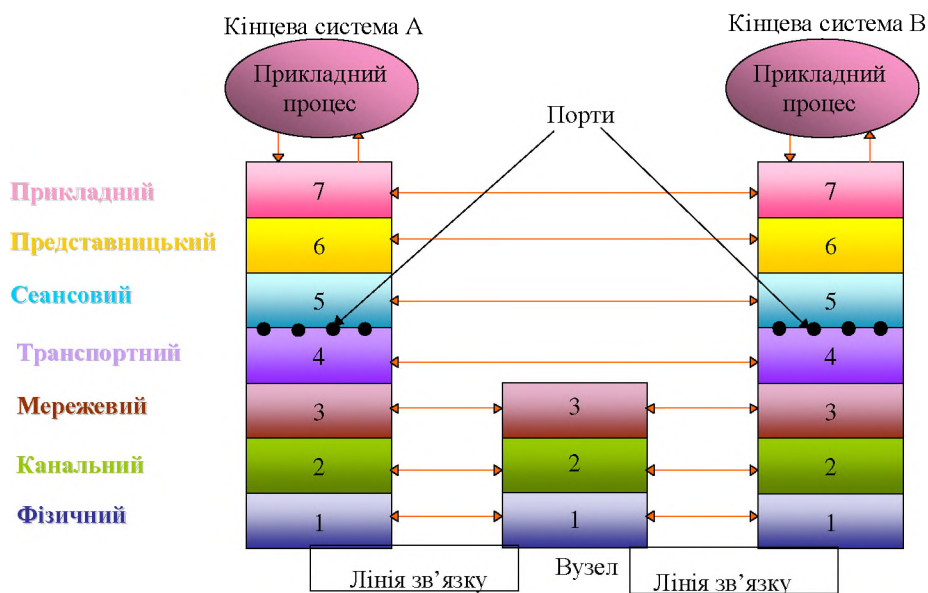 Кінцева система A
Кінцева система B
Прикладний
процес
Прикладний
процес
Порти
Прикладний
7
7
Представницький
6
6
Сеансовий
5
5
Транспортний
4
4
Мережевий
3
3
3
Канальний
2
2
2
Фізичний
1
1
1
Лінія зв’язку
Вузел
Лінія зв’язку